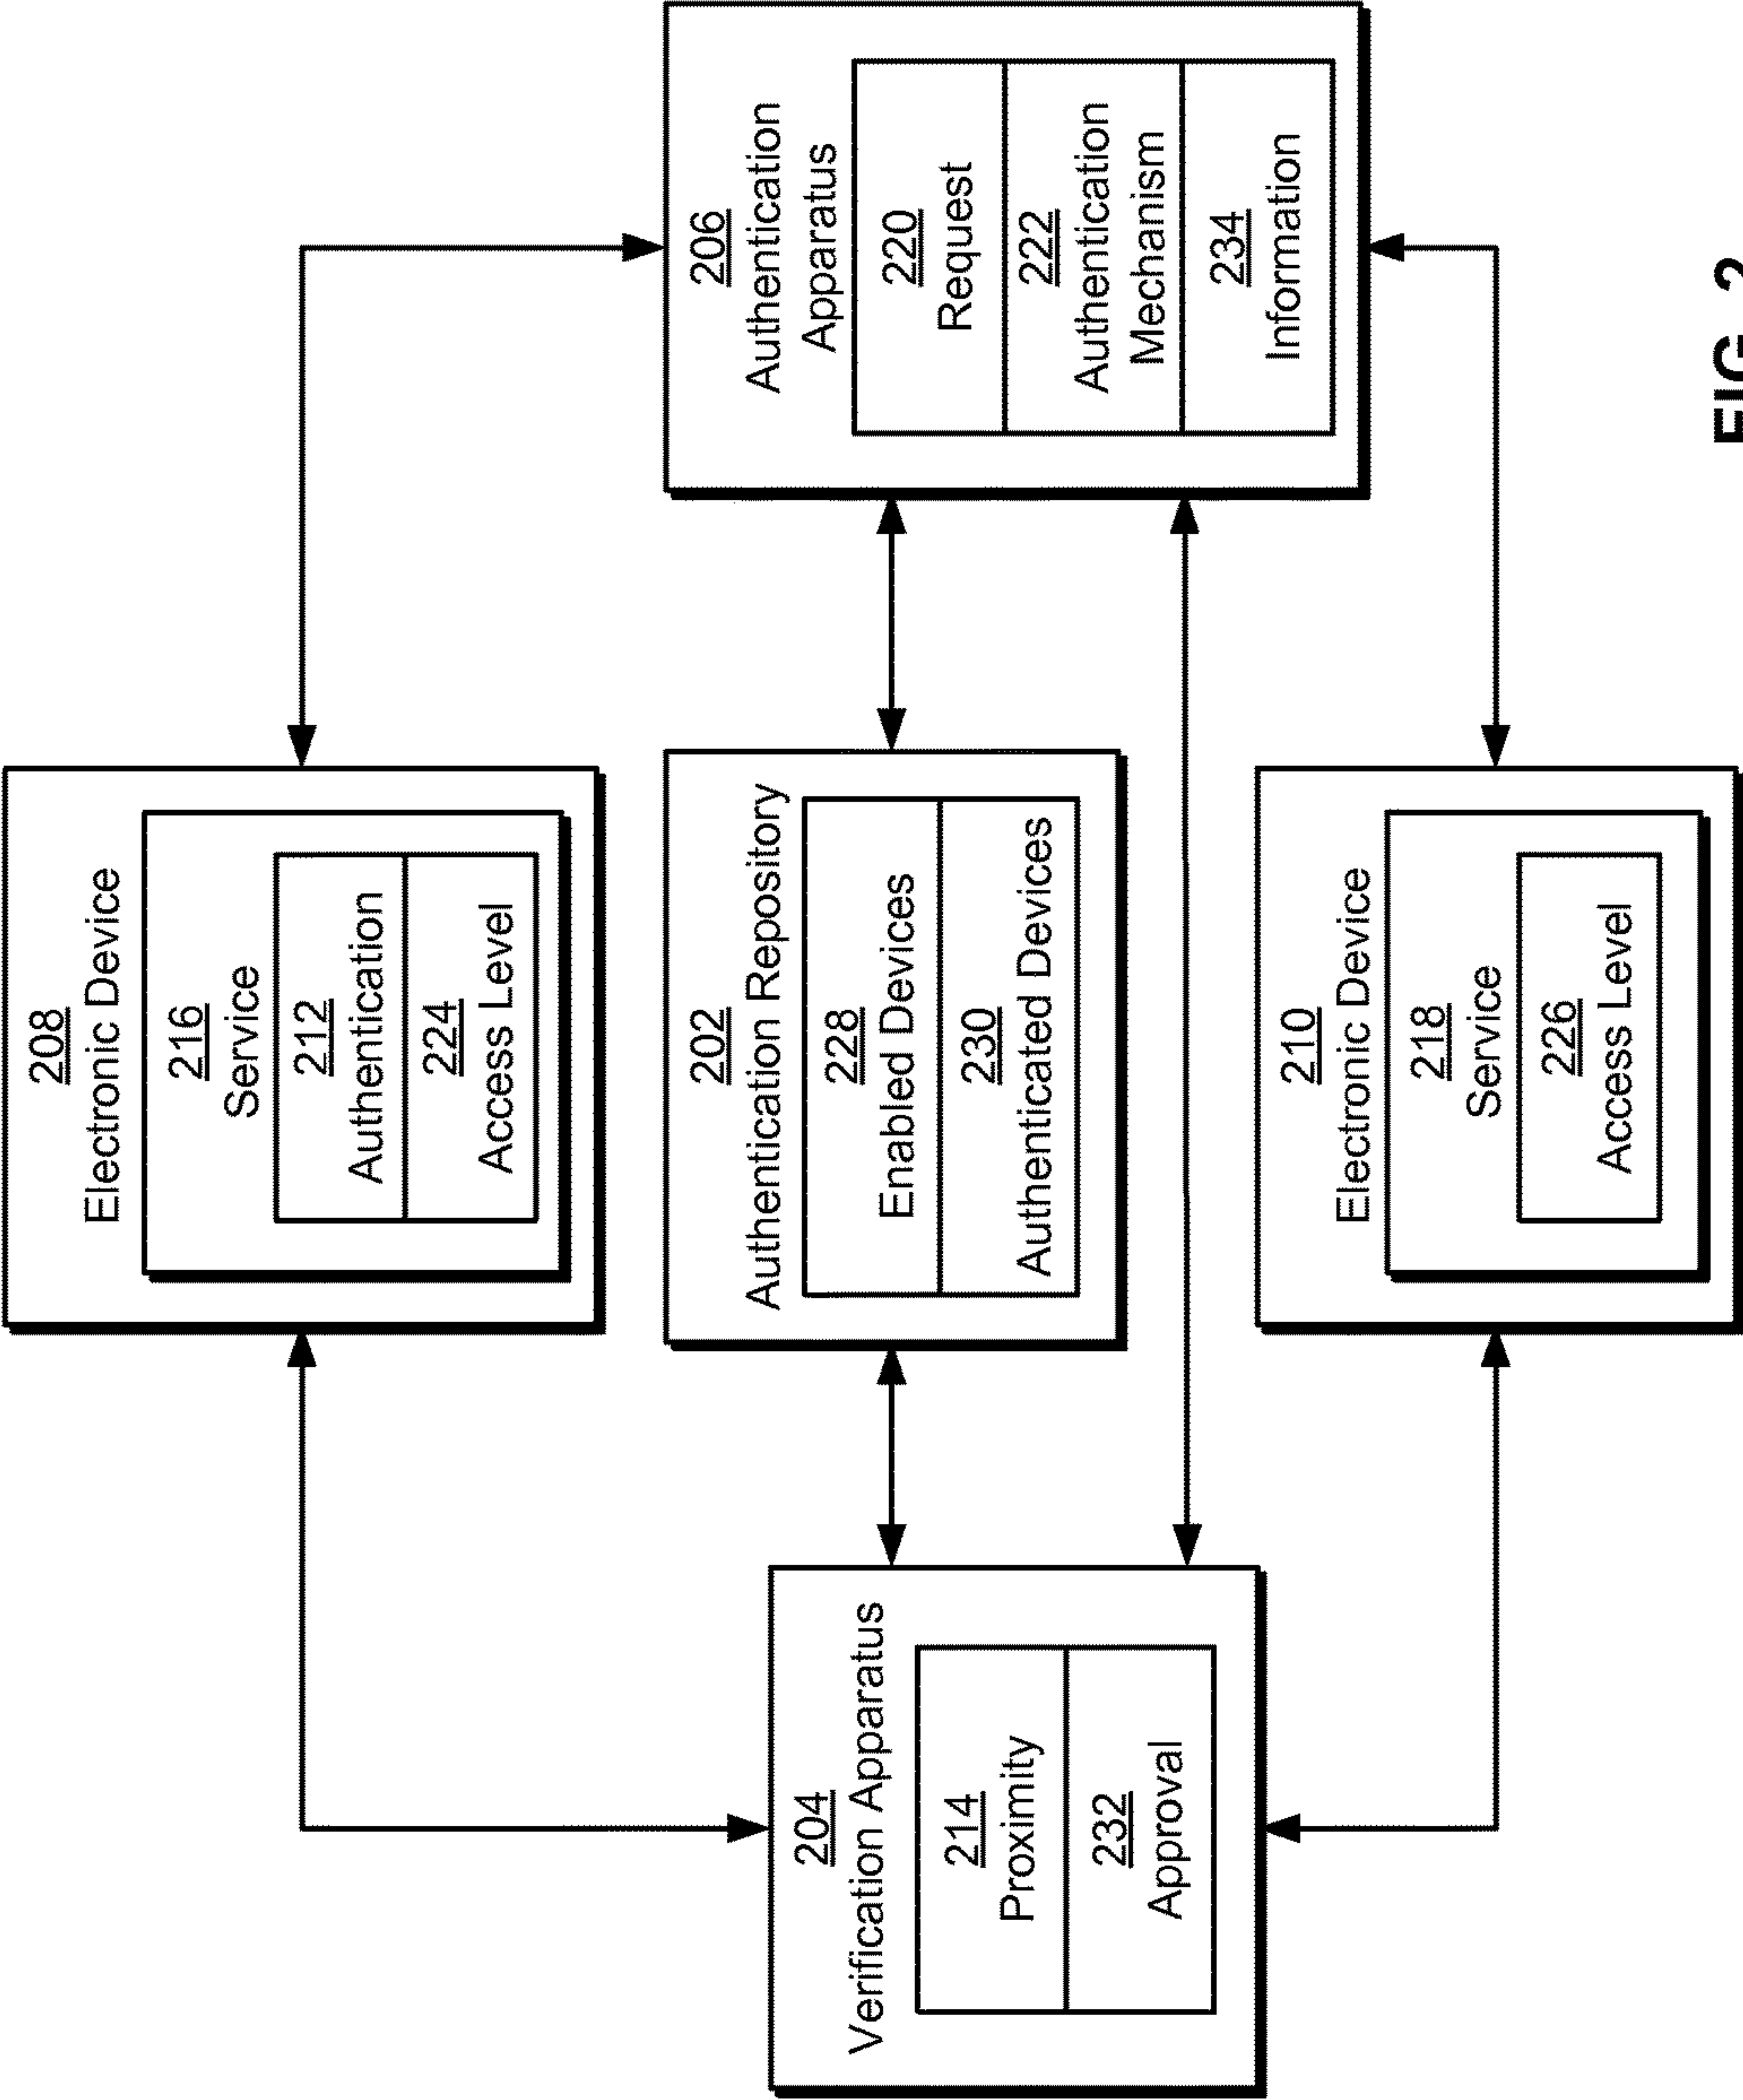 208
Electronic Device
216
Service
212
Authentication
224
Access Level
204
Verification Apparatus
214
Proximity
232
Approval
202
Authentication Repository
228
Enabled Devices
230
Authenticated Devices
206
Authentication
Apparatus
220
Request
222
Authentication
Mechanism
234
Information
210
Electronic Device
218
Service
226
Access Level
FIG. 2